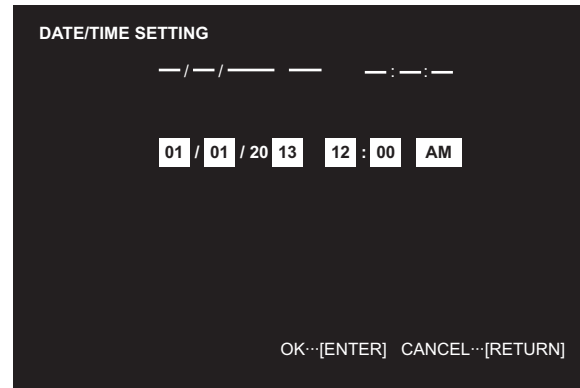 DATE/TIME SETTING
—/—/—— —— —:—:—
01 / 01 / 20 13 12 : 00 AM
OK···[ENTER] CANCEL···[RETURN]